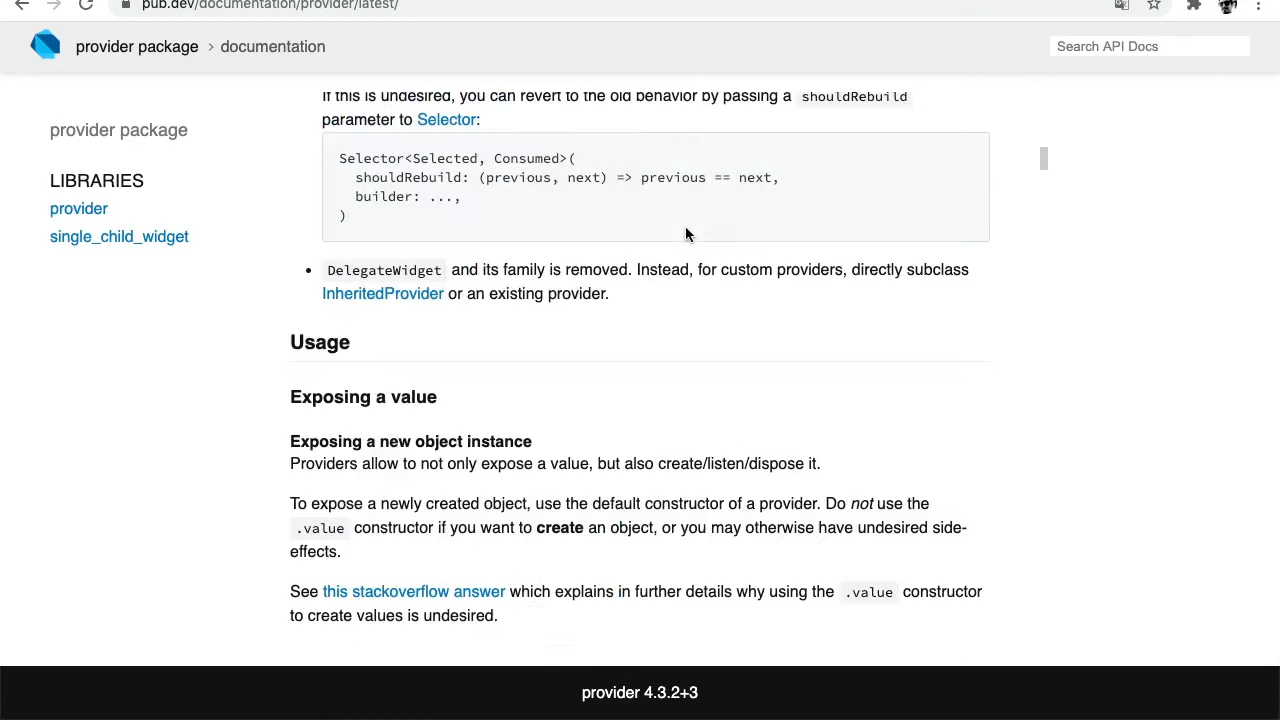 pub.dev/documentation/provider/latest/
provider package › documentation
Search API Docs
provider package
LIBRARIES
provider
single_child_widget
If this is undesired, you can revert to the old behavior by passing a shouldRebuild
parameter to Selector:
Selector<Selected, Consumed>(
  shouldRebuild: (previous, next) => previous == next,
  builder: ...,
)
• DelegateWidget and its family is removed. Instead, for custom providers, directly subclass
InheritedProvider or an existing provider.
Usage
Exposing a value
Exposing a new object instance
Providers allow to not only expose a value, but also create/listen/dispose it.
To expose a newly created object, use the default constructor of a provider. Do not use the
.value constructor if you want to create an object, or you may otherwise have undesired side-
effects.
See this stackoverflow answer which explains in further details why using the .value constructor
to create values is undesired.
provider 4.3.2+3